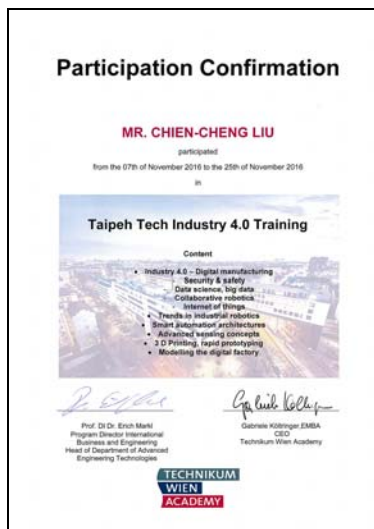 Participation Confirmation
MR. CHIEN-CHENG LIU
participated
from the 07th of November 2016 to the 25th of November 2016
in
Taipeh Tech Industry 4.0 Training
Content
• Industry 4.0 – Digital manufacturing
Security & safety
Data science, big data
Collaborative robotics
Internet of things
• Trends in industrial robotics
• Smart automation architectures
• Advanced sensing concepts
• 3 D Printing, rapid prototyping
• Modelling the digital factory
Prof. DI Dr. Erich Markl
Program Director International
Business and Engineering
Head of Department of Advanced
Engineering Technologies
Gabriele Költringer,EMBA
CEO
Technikum Wien Academy
TECHNIKUM
WIEN
ACADEMY